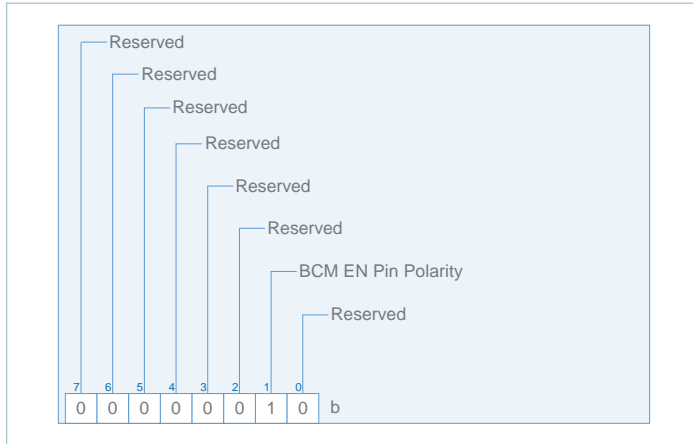 Reserved
Reserved
Reserved
Reserved
Reserved
Reserved
BCM EN Pin Polarity
Reserved
7 6 5 4 3 2 1 0
0 0 0 0 0 0 1 0 b